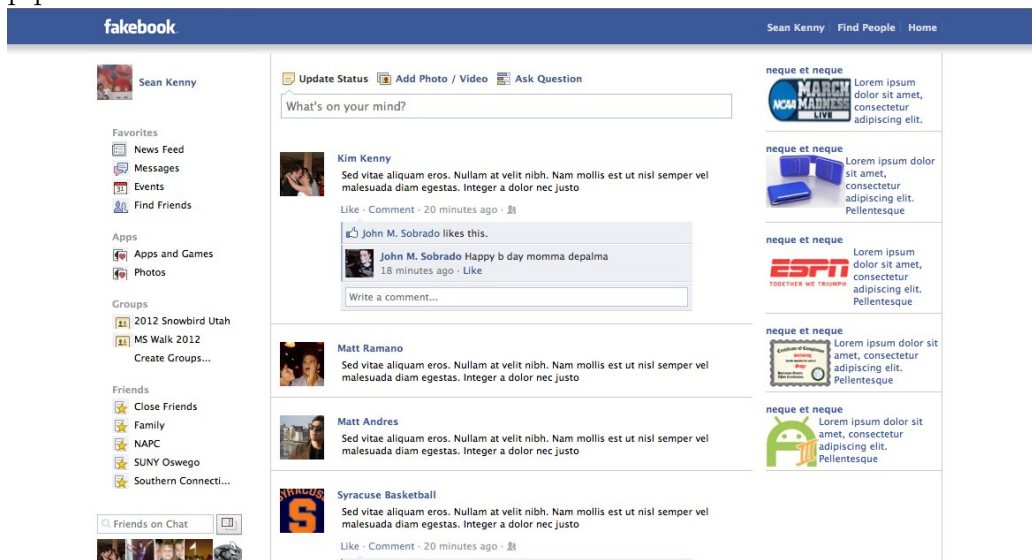 fakebook
Sean Kenny Find People Home
Sean Kenny
Favorites
News Feed
Messages
31 Events
Find Friends
Apps
Apps and Games
Photos
Groups
2012 Snowbird Utah
MS Walk 2012
Create Groups...
Friends
Close Friends
Family
NAPC
SUNY Oswego
Southern Connecti...
Friends on Chat
Update Status Add Photo / Video Ask Question
What's on your mind?
Kim Kenny
Sed vitae aliquam eros. Nullam at velit nibh. Nam mollis est ut nisl semper vel
malesuada diam egestas. Integer a dolor nec justo
Like · Comment · 20 minutes ago ·
John M. Sobrado likes this.
John M. Sobrado Happy b day momma depalma
18 minutes ago · Like
Write a comment...
Matt Ramano
Sed vitae aliquam eros. Nullam at velit nibh. Nam mollis est ut nisl semper vel
malesuada diam egestas. Integer a dolor nec justo
Matt Andres
Sed vitae aliquam eros. Nullam at velit nibh. Nam mollis est ut nisl semper vel
malesuada diam egestas. Integer a dolor nec justo
SYRACUSE
S
Syracuse Basketball
Sed vitae aliquam eros. Nullam at velit nibh. Nam mollis est ut nisl semper vel
malesuada diam egestas. Integer a dolor nec justo
Like · Comment · 20 minutes ago ·
neque et neque
NCAA MARCH
MADNESS
LIVE
Lorem ipsum
dolor sit amet,
consectetur
adipiscing elit.
neque et neque
Lorem ipsum dolor
sit amet,
consectetur
adipiscing elit.
Pellentesque
neque et neque
ESPN
TOGETHER WE TRIUMPH
Lorem ipsum
dolor sit amet,
consectetur
adipiscing elit.
Pellentesque
neque et neque
Certificate of Completion
Lorem ipsum dolor sit
amet, consectetur
adipiscing elit.
Pellentesque
neque et neque
Lorem ipsum dolor sit
amet, consectetur
adipiscing elit.
Pellentesque